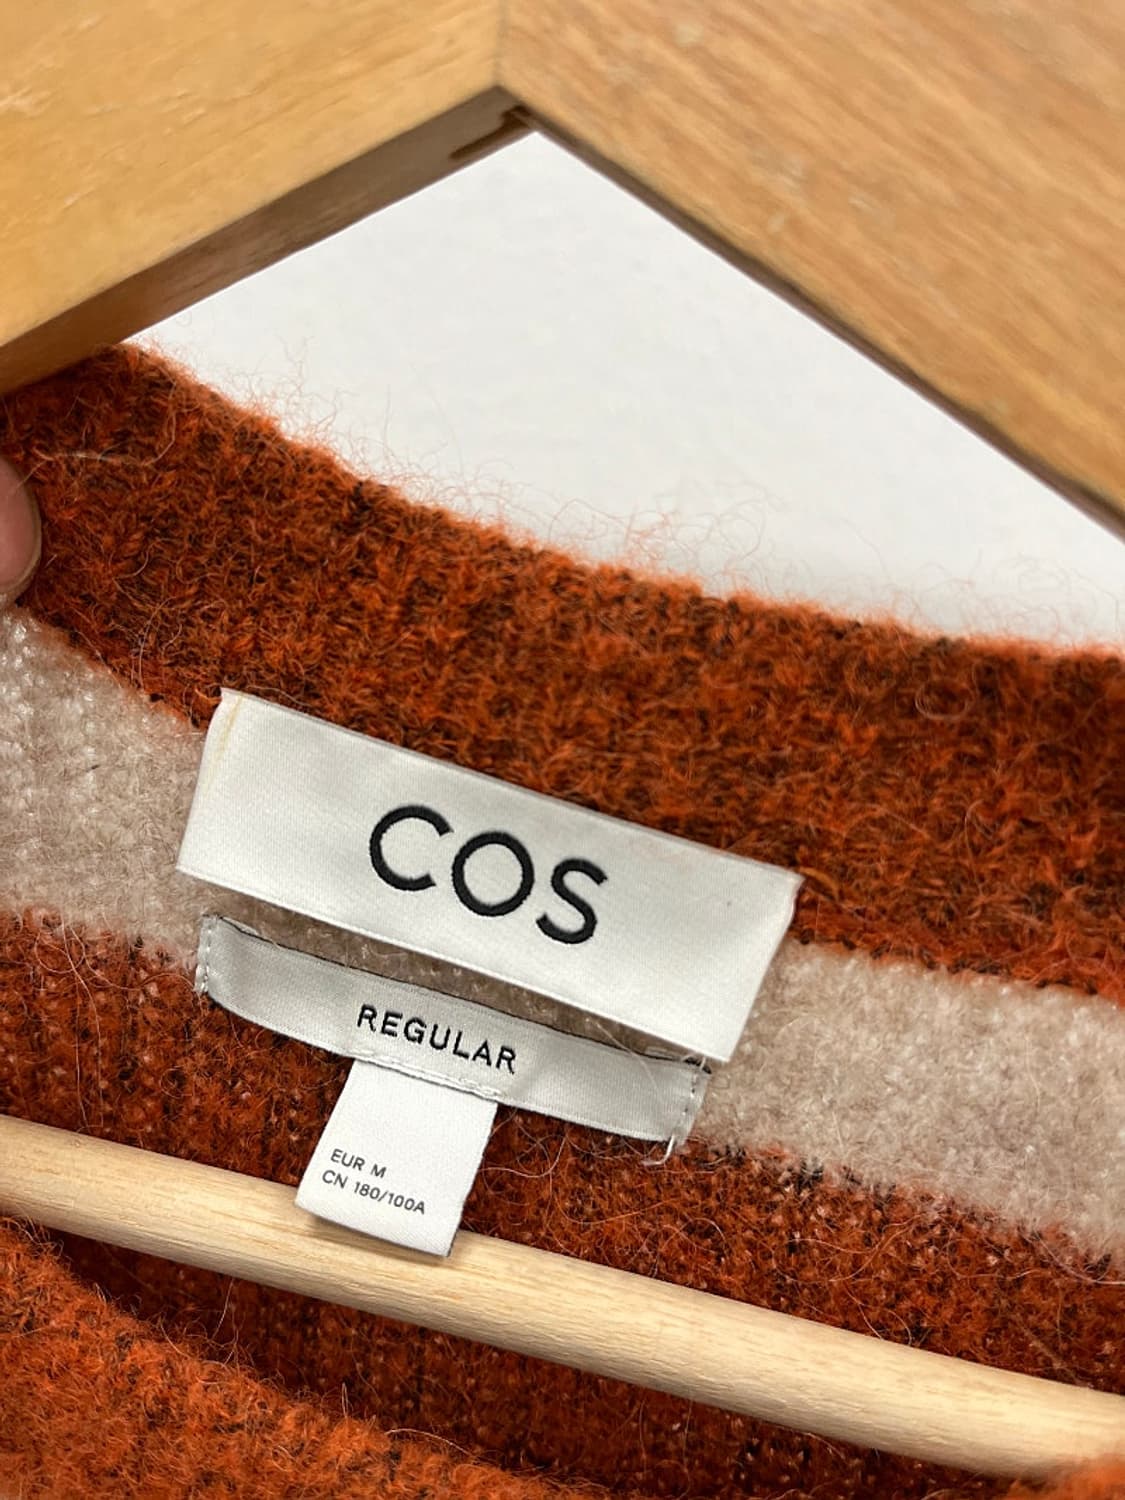 COS
REGULAR
EUR M
CN 180/100A